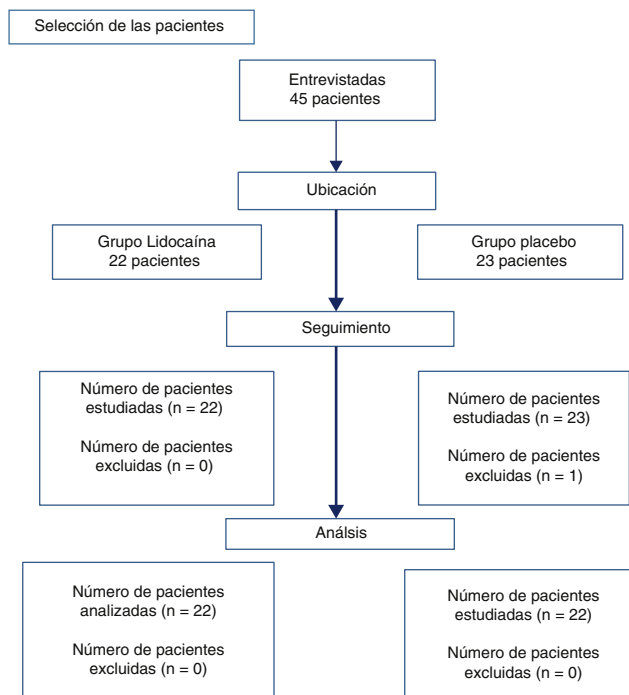 Selección de las pacientes
Entrevistadas
45 pacientes
Ubicación
Grupo Lidocaína
22 pacientes
Grupo placebo
23 pacientes
Seguimiento
Número de pacientes
estudiadas (n = 22)
Número de pacientes
excluidas (n = 0)
Número de pacientes
estudiadas (n = 23)
Número de pacientes
excluidas (n = 1)
Análsis
Número de pacientes
analizadas (n = 22)
Número de pacientes
excluidas (n = 0)
Número de pacientes
estudiadas (n = 22)
Número de pacientes
excluidas (n = 0)